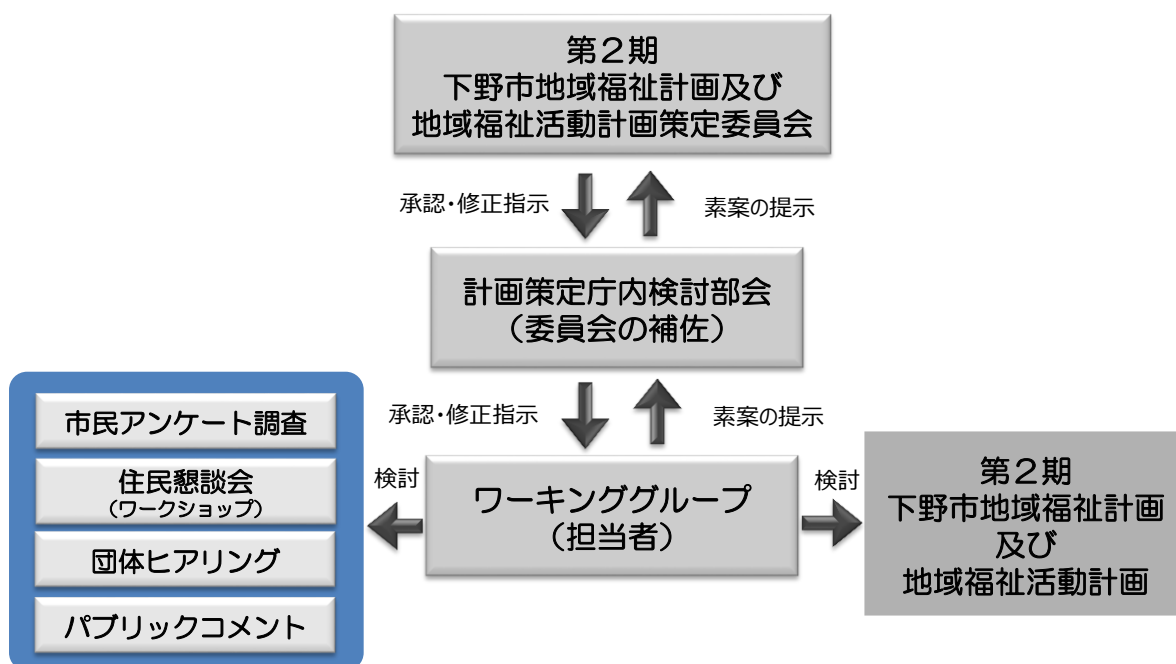 第２期
下野市地域福祉計画及び
地域福祉活動計画策定委員会
承認・修正指示
素案の提示
計画策定庁内検討部会
（委員会の補佐）
承認・修正指示
素案の提示
市民アンケート調査
住民懇談会
（ワークショップ）
団体ヒアリング
パブリックコメント
検討
ワーキンググループ
（担当者）
検討
第２期
下野市地域福祉計画
及び
地域福祉活動計画